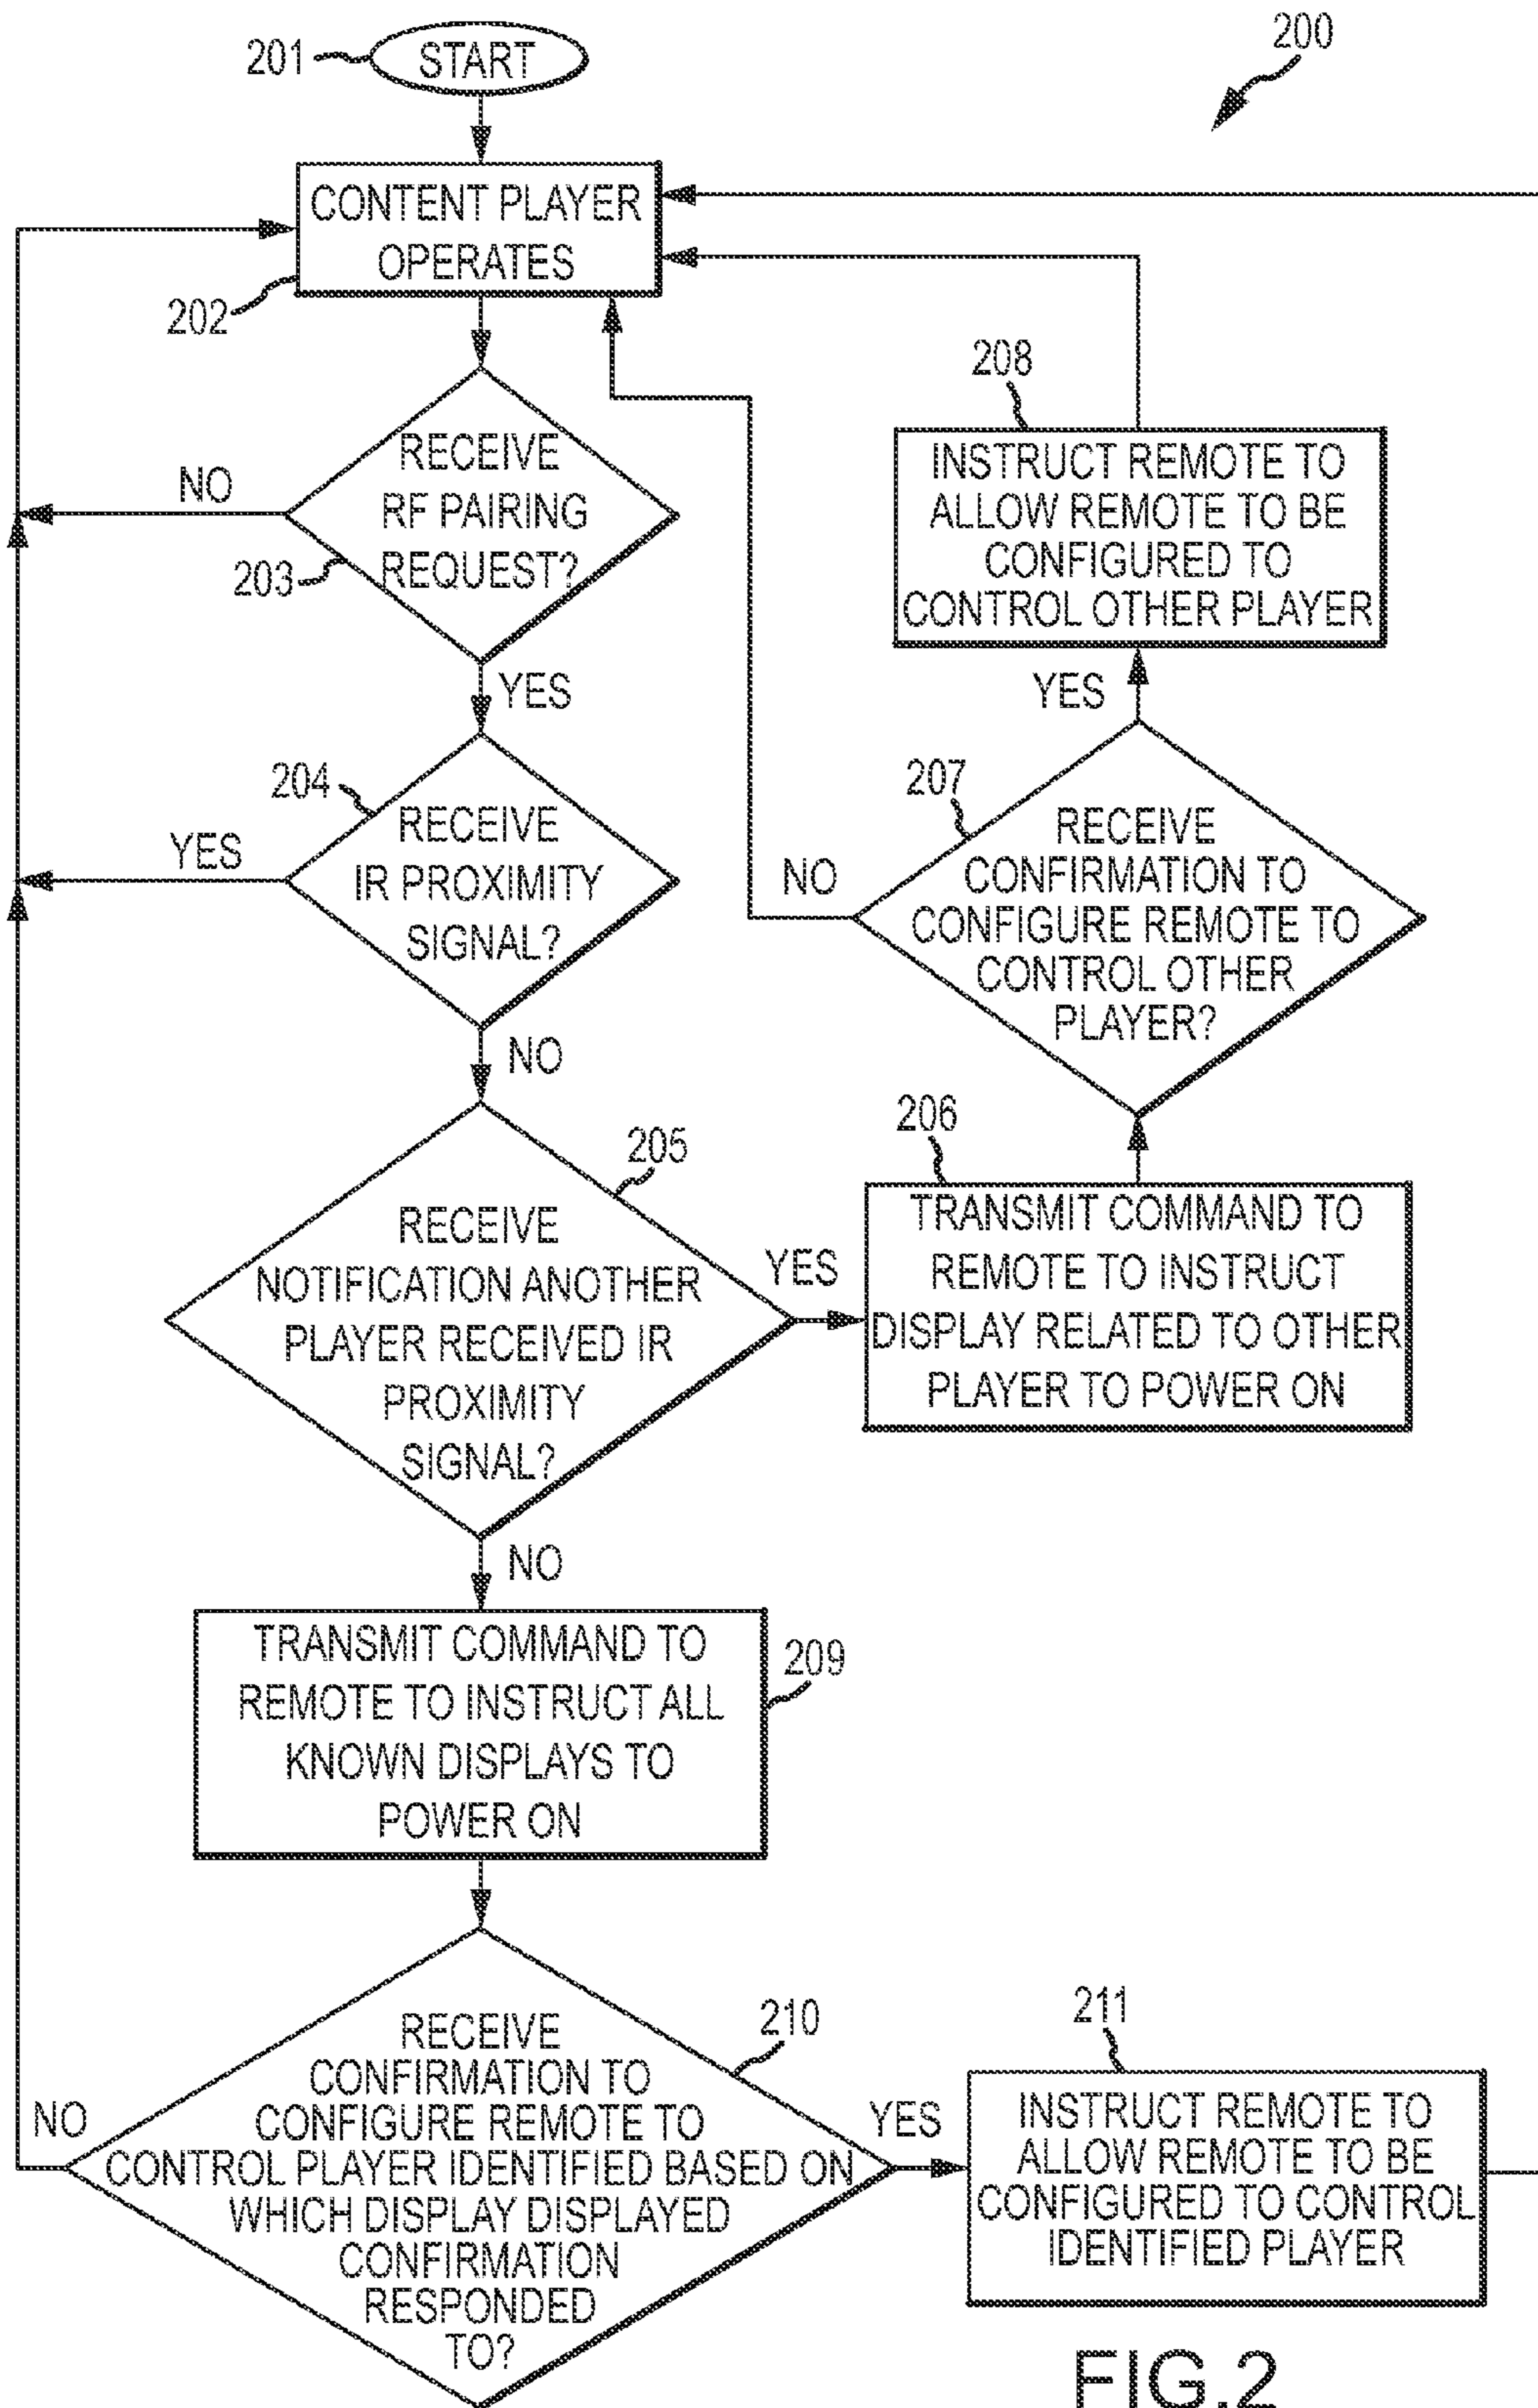 200
201
START
CONTENT PLAYER
OPERATES
202
RECEIVE
RF PAIRING
REQUEST?
NO
203
YES
204
RECEIVE
IR PROXIMITY
SIGNAL?
YES
NO
205
RECEIVE
NOTIFICATION ANOTHER
PLAYER RECEIVED IR
PROXIMITY
SIGNAL?
YES
NO
206
TRANSMIT COMMAND TO
REMOTE TO INSTRUCT
DISPLAY RELATED TO OTHER
PLAYER TO POWER ON
207
RECEIVE
CONFIRMATION TO
CONFIGURE REMOTE TO
CONTROL OTHER
PLAYER?
NO
YES
208
INSTRUCT REMOTE TO
ALLOW REMOTE TO BE
CONFIGURED TO
CONTROL OTHER PLAYER
TRANSMIT COMMAND TO
REMOTE TO INSTRUCT ALL
KNOWN DISPLAYS TO
POWER ON
209
210
RECEIVE
CONFIRMATION TO
CONFIGURE REMOTE TO
CONTROL PLAYER IDENTIFIED BASED ON
WHICH DISPLAY DISPLAYED
CONFIRMATION
RESPONDED
TO?
NO
YES
211
INSTRUCT REMOTE TO
ALLOW REMOTE TO BE
CONFIGURED TO CONTROL
IDENTIFIED PLAYER
FIG.2